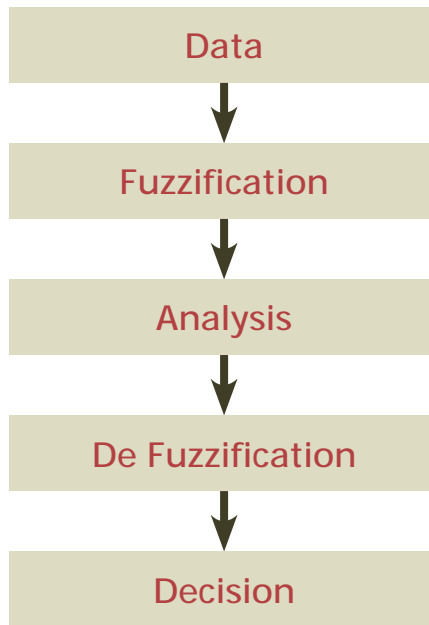 Data
Fuzzification
Analysis
De Fuzzification
Decision